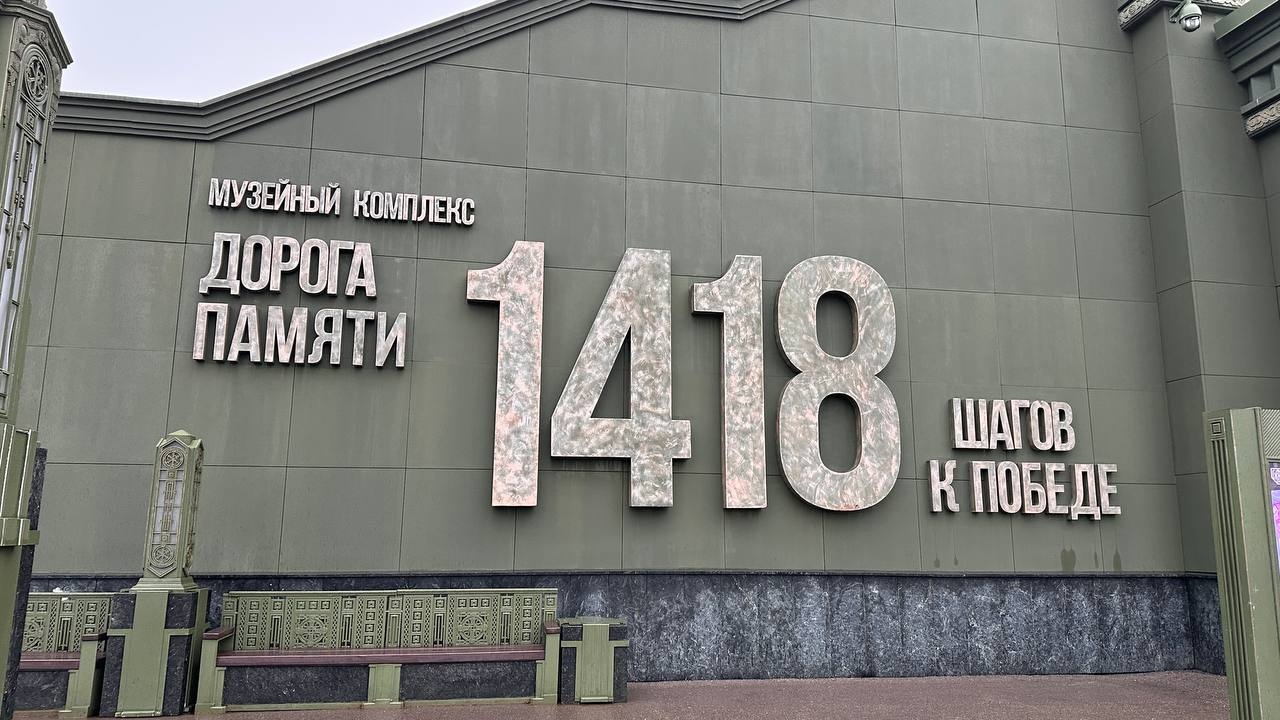 МУЗЕЙНЫЙ КОМПЛЕКС
ДОРОГА
ПАМЯТИ
1418
ШАГОВ
К ПОБЕДЕ